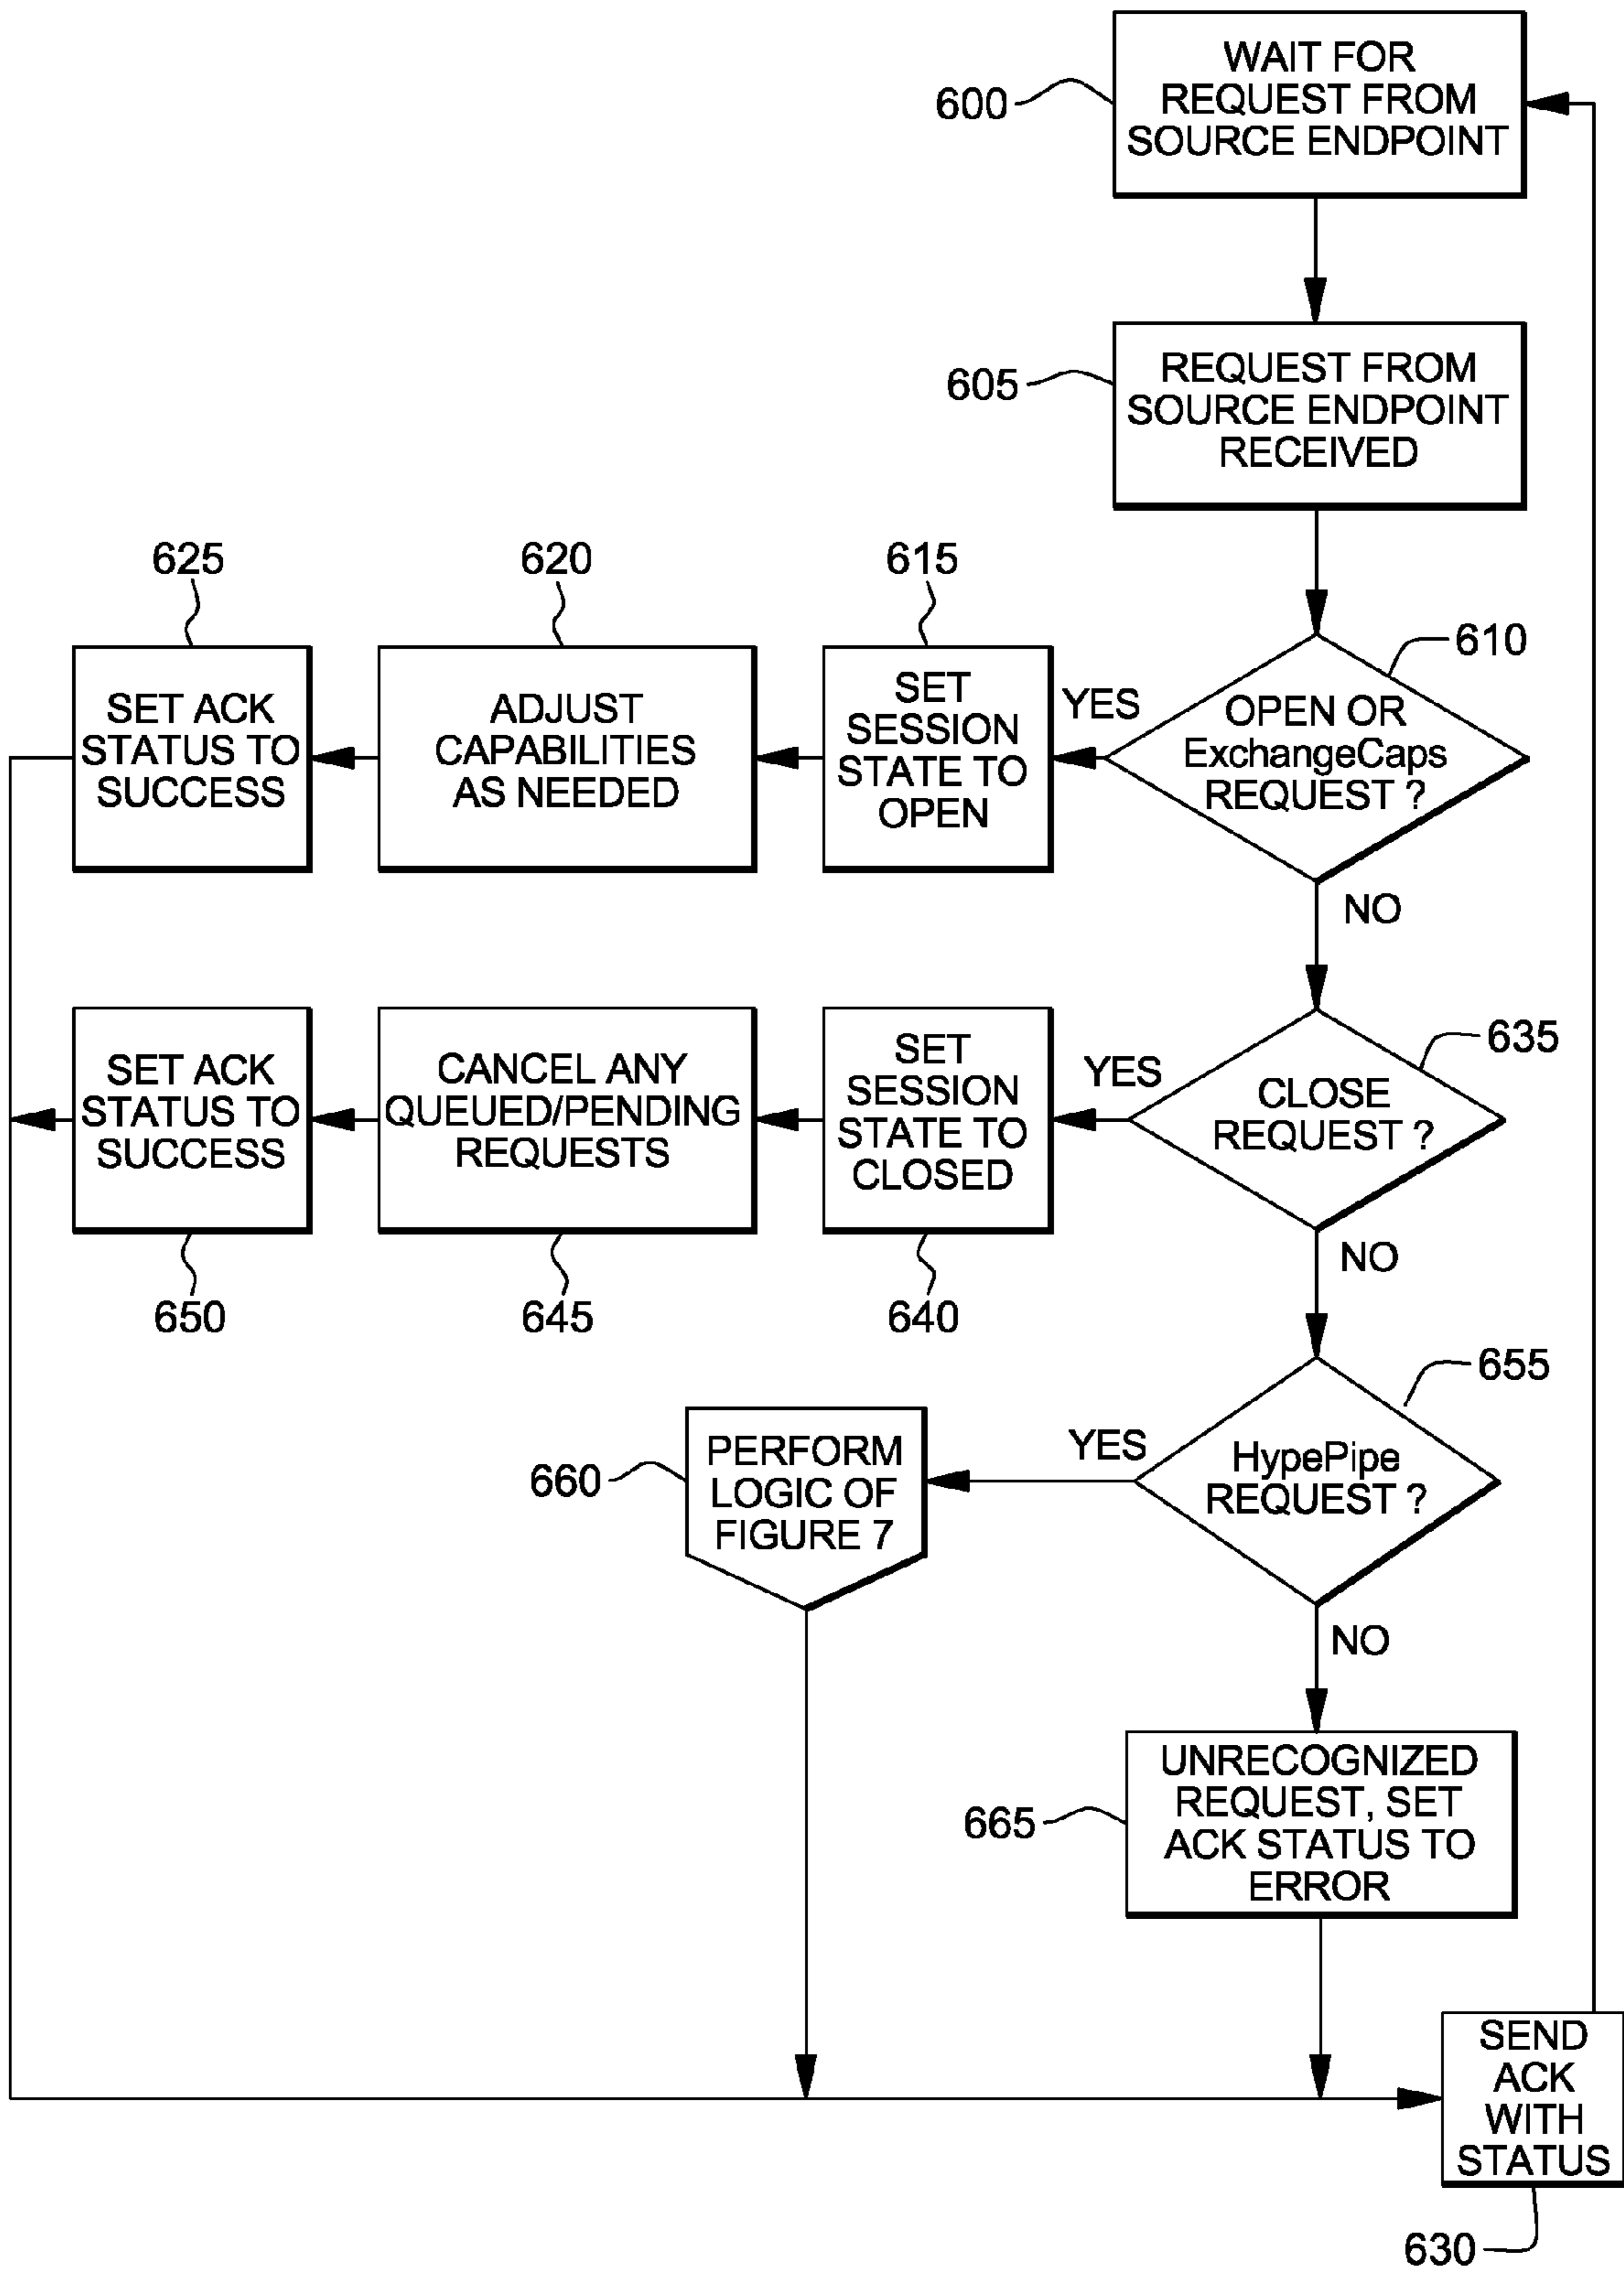 WAIT FOR
REQUEST FROM
SOURCE ENDPOINT
600
REQUEST FROM
SOURCE ENDPOINT
RECEIVED
605
625
620
615
610
SET ACK
STATUS TO
SUCCESS
ADJUST
CAPABILITIES
AS NEEDED
SET
SESSION
STATE TO
OPEN
YES
OPEN OR
ExchangeCaps
REQUEST ?
NO
SET ACK
STATUS TO
SUCCESS
CANCEL ANY
QUEUED/PENDING
REQUESTS
SET
SESSION
STATE TO
CLOSED
YES
CLOSE
REQUEST ?
635
NO
650
645
640
655
660
PERFORM
LOGIC OF
FIGURE 7
YES
HypePipe
REQUEST ?
NO
665
UNRECOGNIZED
REQUEST, SET
ACK STATUS TO
ERROR
SEND
ACK
WITH
STATUS
630